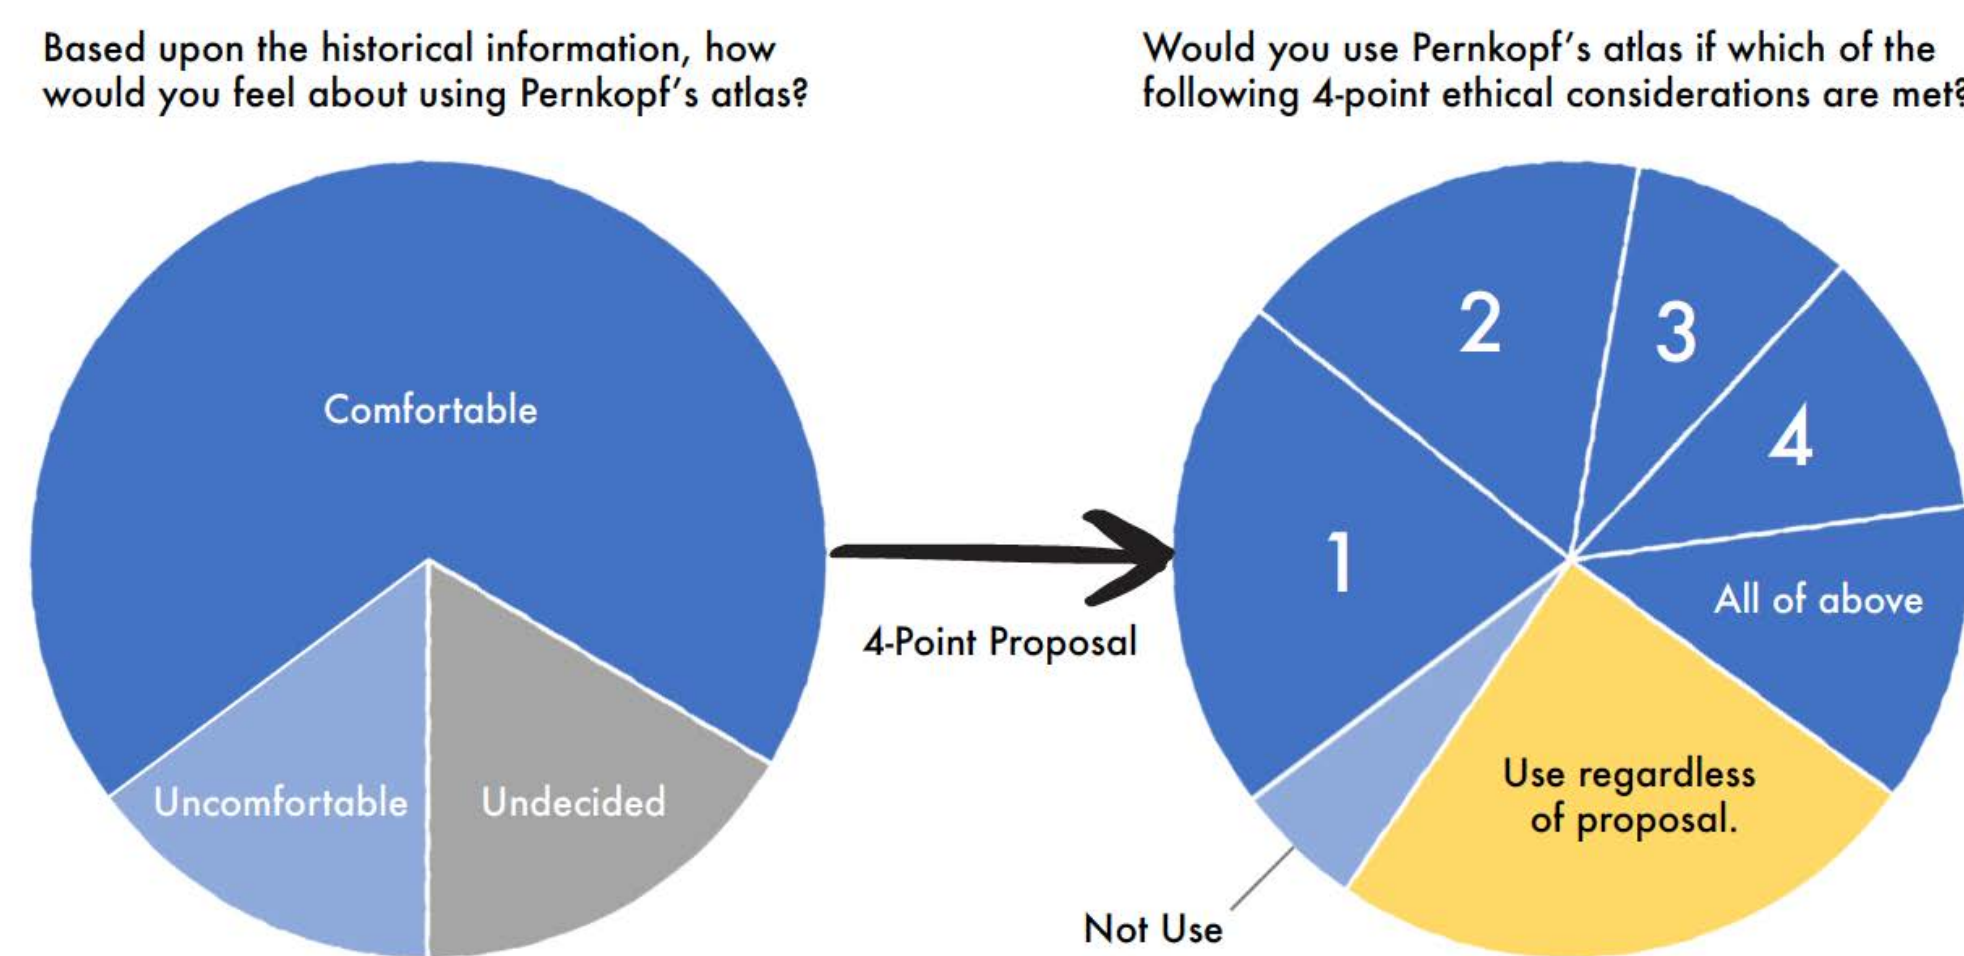 Based upon the historical information, how
would you feel about using Pernkopf's atlas?
Comfortable
Uncomfortable
Undecided
4-Point Proposal
Would you use Pernkopf's atlas if which of the
following 4-point ethical considerations are met?
2
3
4
1
All of above
Use regardless
of proposal.
Not Use